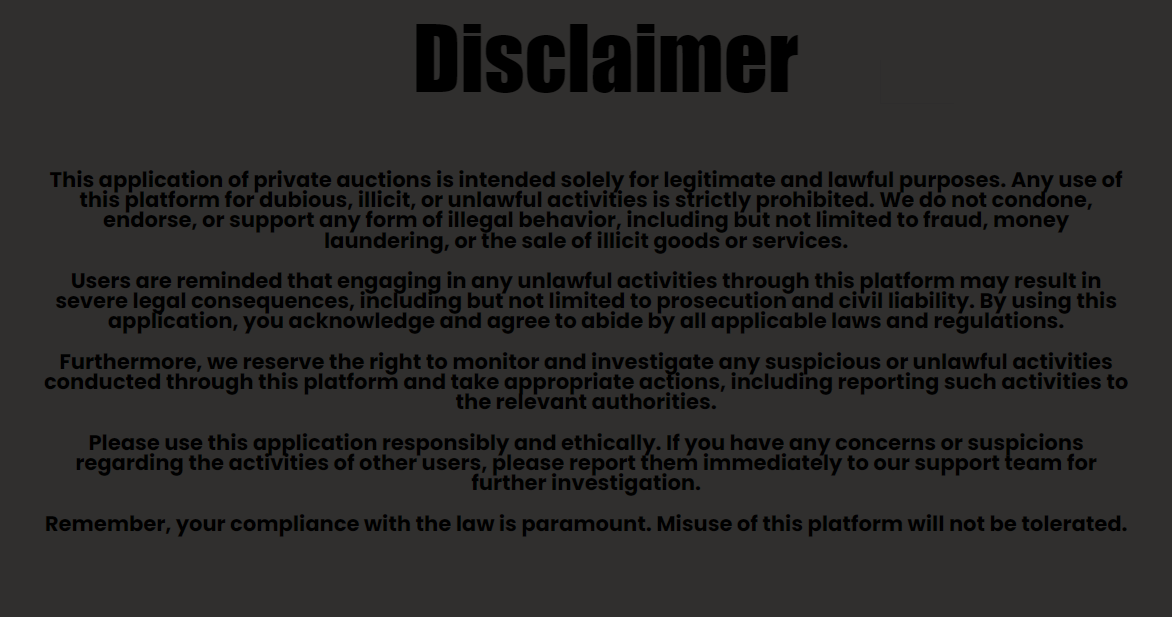 Disclaimer
This application of private auctions is intended solely for legitimate and lawful purposes. Any use of
this platform for dubious, illicit, or unlawful activities is strictly prohibited. We do not condone,
endorse, or support any form of illegal behavior, including but not limited to fraud, money
laundering, or the sale of illicit goods or services.
Users are reminded that engaging in any unlawful activities through this platform may result in
severe legal consequences, including but not limited to prosecution and civil liability. By using this
application, you acknowledge and agree to abide by all applicable laws and regulations.
Furthermore, we reserve the right to monitor and investigate any suspicious or unlawful activities
conducted through this platform and take appropriate actions, including reporting such activities to
the relevant authorities.
Please use this application responsibly and ethically. If you have any concerns or suspicions
regarding the activities of other users, please report them immediately to our support team for
further investigation.
Remember, your compliance with the law is paramount. Misuse of this platform will not be tolerated.